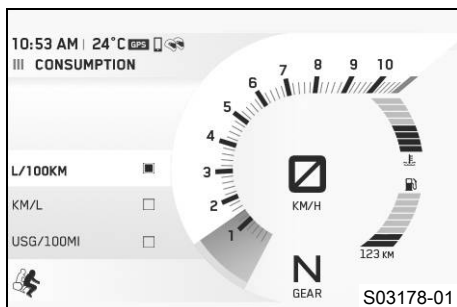 10:53 AM | 24°C GPS
CONSUMPTION
L/100KM
KM/L
USG/100MI
1
2
3
4
5
6
7
8
9
10
0
KM/H
N
GEAR
123 KM
S03178-01